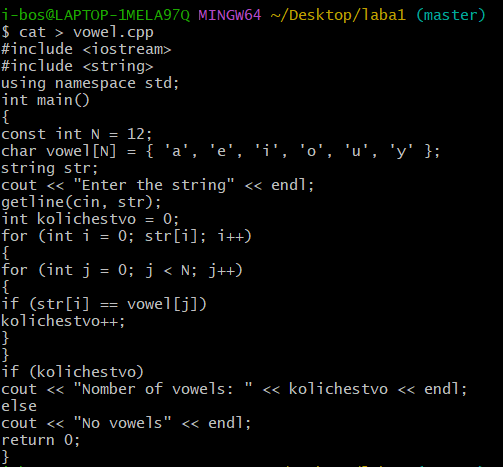 i-bos@LAPTOP-1MELA97Q MINGW64 ~/Desktop/laba1 (master)
$ cat > vowel.cpp
#include <iostream>
#include <string>
using namespace std;
int main()
{
const int N = 12;
char vowel[N] = { 'a', 'e', 'i', 'o', 'u', 'y' };
string str;
cout << "Enter the string" << endl;
getline(cin, str);
int kolichestvo = 0;
for (int i = 0; str[i]; i++)
{
for (int j = 0; j < N; j++)
{
if (str[i] == vowel[j])
kolichestvo++;
}
}
if (kolichestvo)
cout << "Nomber of vowels: " << kolichestvo << endl;
else
cout << "No vowels" << endl;
return 0;
}